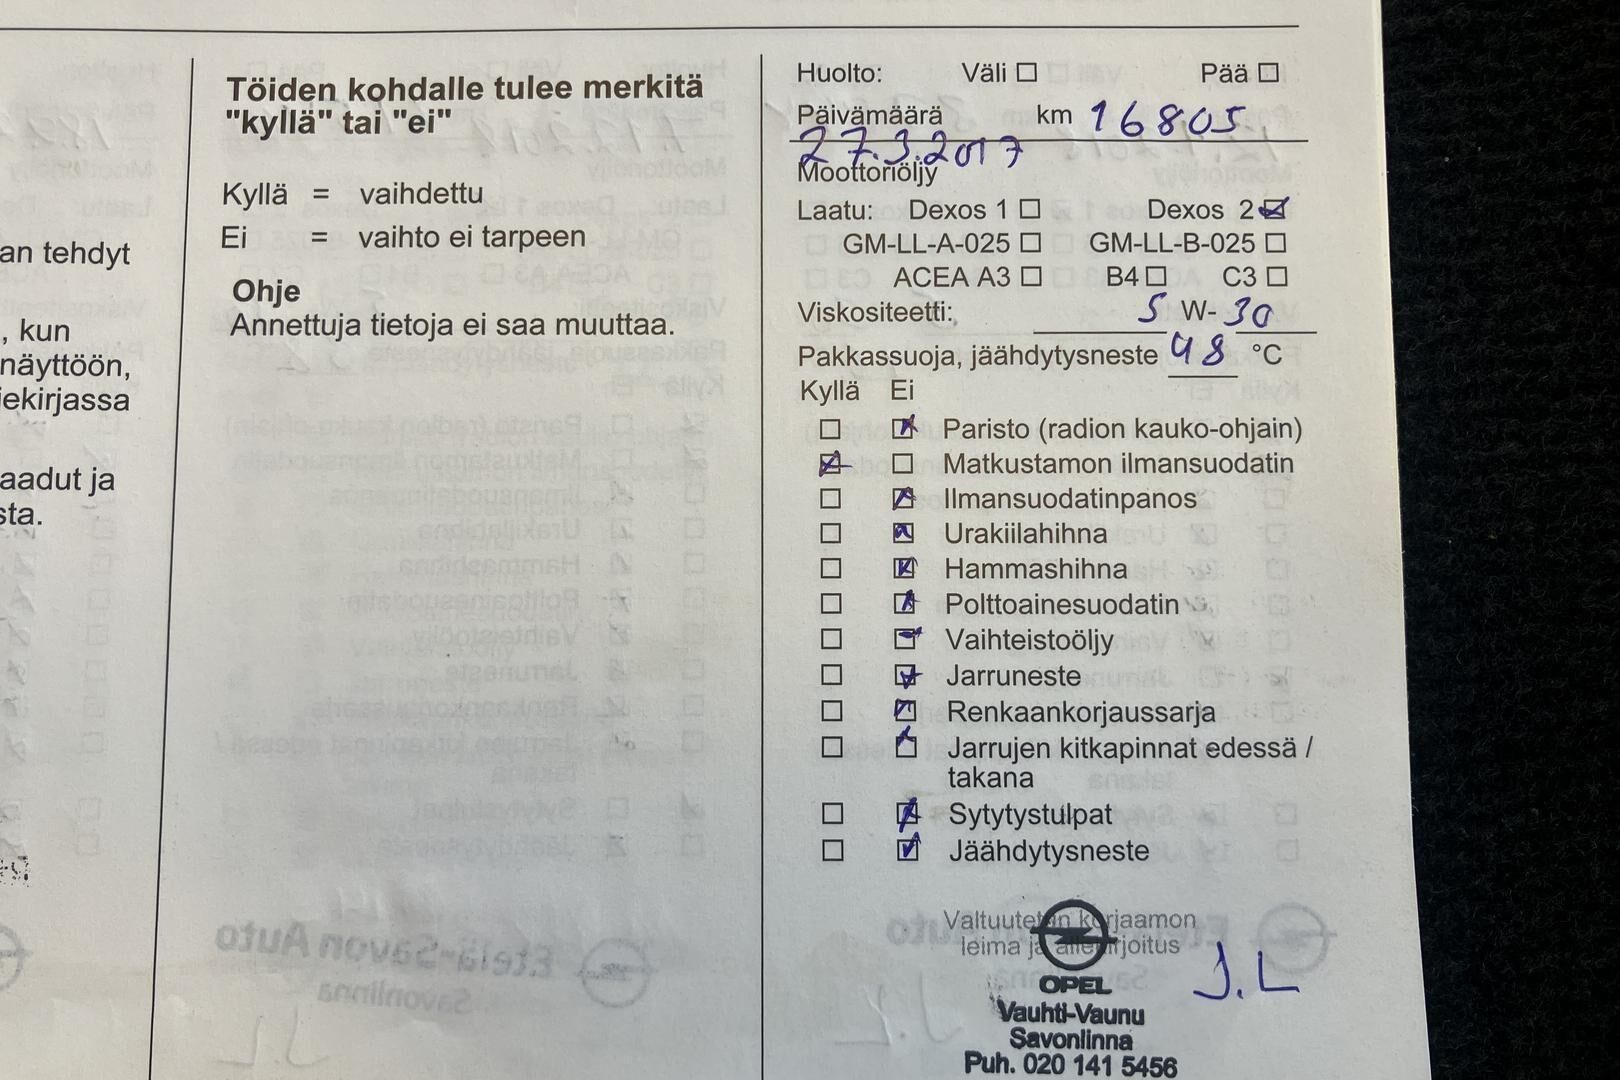 an tehdyt
, kun
näyttöön,
iekirjassa
aadut ja
sta.
Töiden kohdalle tulee merkitä
"kyllä" tai "ei"
Kyllä = vaihdettu
Ei = vaihto ei tarpeen
Ohje
Annettuja tietoja ei saa muuttaa.
Huolto: Väli ☐ Pää ☐
Päivämäärä km 16805
27.3.2017
Moottoriöljy
Laatu: Dexos 1 ☐ Dexos 2 ☑
GM-LL-A-025 ☐ GM-LL-B-025 ☐
ACEA A3 ☐ B4 ☐ C3 ☐
Viskositeetti: 5 W- 30
Pakkassuoja, jäähdytysneste 48 °C
Kyllä Ei
☐ ☑ Paristo (radion kauko-ohjain)
☑ ☐ Matkustamon ilmansuodatin
☐ ☑ Ilmansuodatinpanos
☐ ☑ Urakiilahihna
☐ ☑ Hammashihna
☐ ☑ Polttoainesuodatin
☐ ☑ Vaihteistoöljy
☐ ☑ Jarruneste
☐ ☑ Renkaankorjaussarja
☐ ☑ Jarrujen kitkapinnat edessä /
takana
☐ ☑ Sytytystulpat
☐ ☑ Jäähdytysneste
Valtuutetun korjaamon
leima ja allekirjoitus
J.L
OPEL
Vauhti-Vaunu
Savonlinna
Puh. 020 141 5456
Etelä-Savon Auto
Savonlinna